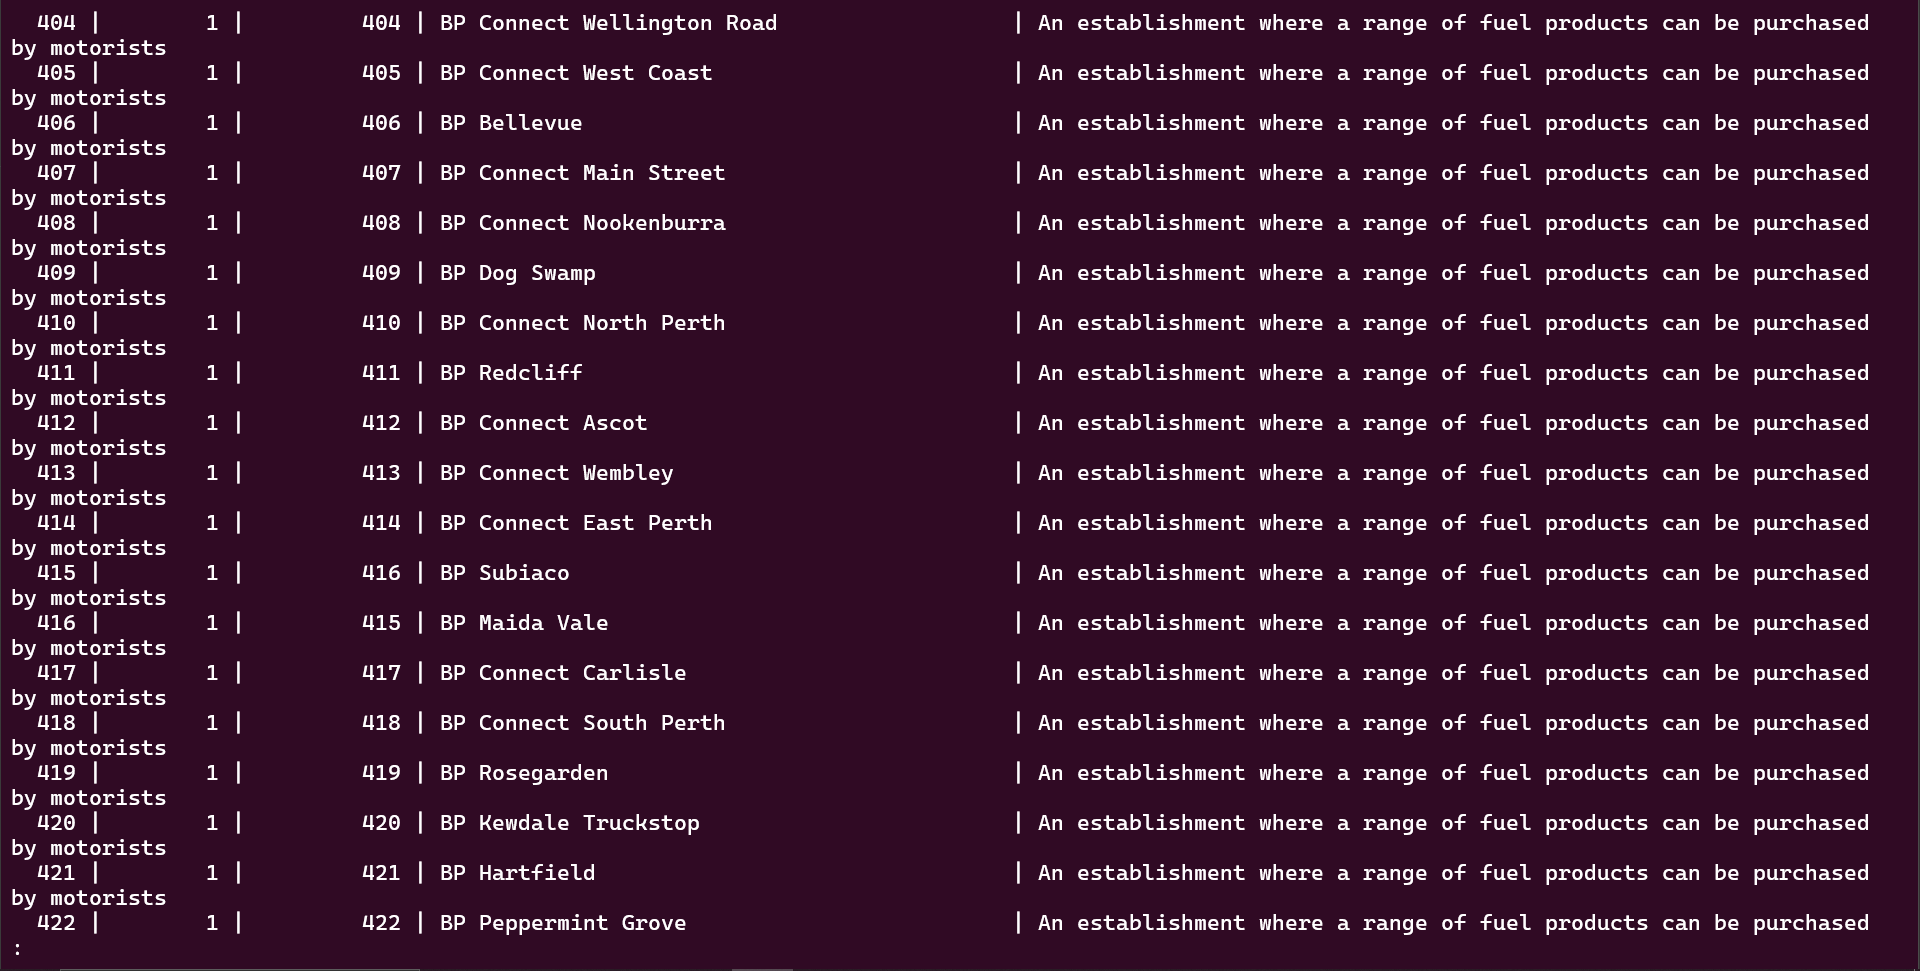 404 | 1 | 404 | BP Connect Wellington Road | An establishment where a range of fuel products can be purchased
by motorists
405 | 1 | 405 | BP Connect West Coast | An establishment where a range of fuel products can be purchased
by motorists
406 | 1 | 406 | BP Bellevue | An establishment where a range of fuel products can be purchased
by motorists
407 | 1 | 407 | BP Connect Main Street | An establishment where a range of fuel products can be purchased
by motorists
408 | 1 | 408 | BP Connect Nookenburra | An establishment where a range of fuel products can be purchased
by motorists
409 | 1 | 409 | BP Dog Swamp | An establishment where a range of fuel products can be purchased
by motorists
410 | 1 | 410 | BP Connect North Perth | An establishment where a range of fuel products can be purchased
by motorists
411 | 1 | 411 | BP Redcliff | An establishment where a range of fuel products can be purchased
by motorists
412 | 1 | 412 | BP Connect Ascot | An establishment where a range of fuel products can be purchased
by motorists
413 | 1 | 413 | BP Connect Wembley | An establishment where a range of fuel products can be purchased
by motorists
414 | 1 | 414 | BP Connect East Perth | An establishment where a range of fuel products can be purchased
by motorists
415 | 1 | 416 | BP Subiaco | An establishment where a range of fuel products can be purchased
by motorists
416 | 1 | 415 | BP Maida Vale | An establishment where a range of fuel products can be purchased
by motorists
417 | 1 | 417 | BP Connect Carlisle | An establishment where a range of fuel products can be purchased
by motorists
418 | 1 | 418 | BP Connect South Perth | An establishment where a range of fuel products can be purchased
by motorists
419 | 1 | 419 | BP Rosegarden | An establishment where a range of fuel products can be purchased
by motorists
420 | 1 | 420 | BP Kewdale Truckstop | An establishment where a range of fuel products can be purchased
by motorists
421 | 1 | 421 | BP Hartfield | An establishment where a range of fuel products can be purchased
by motorists
422 | 1 | 422 | BP Peppermint Grove | An establishment where a range of fuel products can be purchased
: